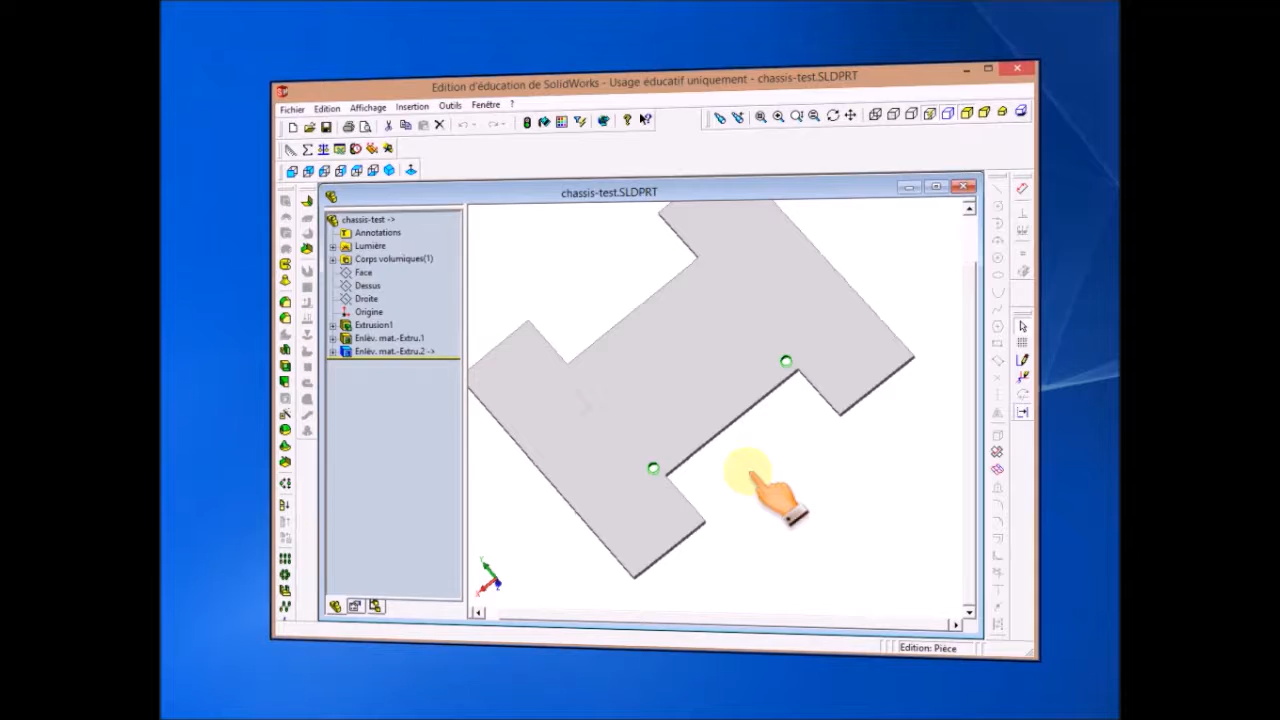 Edition d'éducation de SolidWorks - Usage éducatif uniquement - chassis-test.SLDPRT
Fichier Edition Affichage Insertion Outils Fenêtre ?
chassis-test.SLDPRT
chassis-test ->
Annotations
Lumière
Corps volumiques(1)
Face
Dessus
Droite
Origine
Extrusion1
Enlèv. mat.-Extru.1
Enlèv. mat.-Extru.2 ->
Edition: Pièce